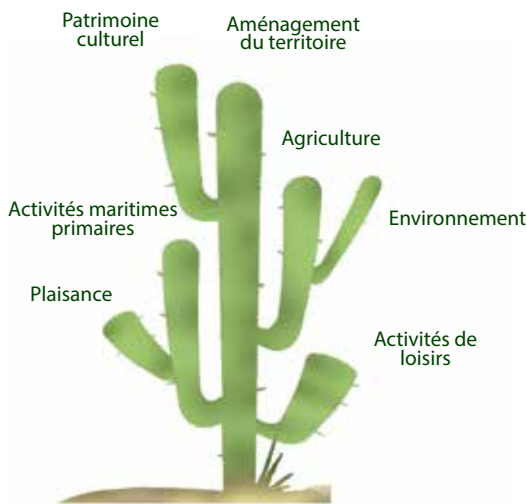 Patrimoine
culturel
Aménagement
du territoire
Agriculture
Activités maritimes
primaires
Environnement
Plaisance
Activités de
loisirs